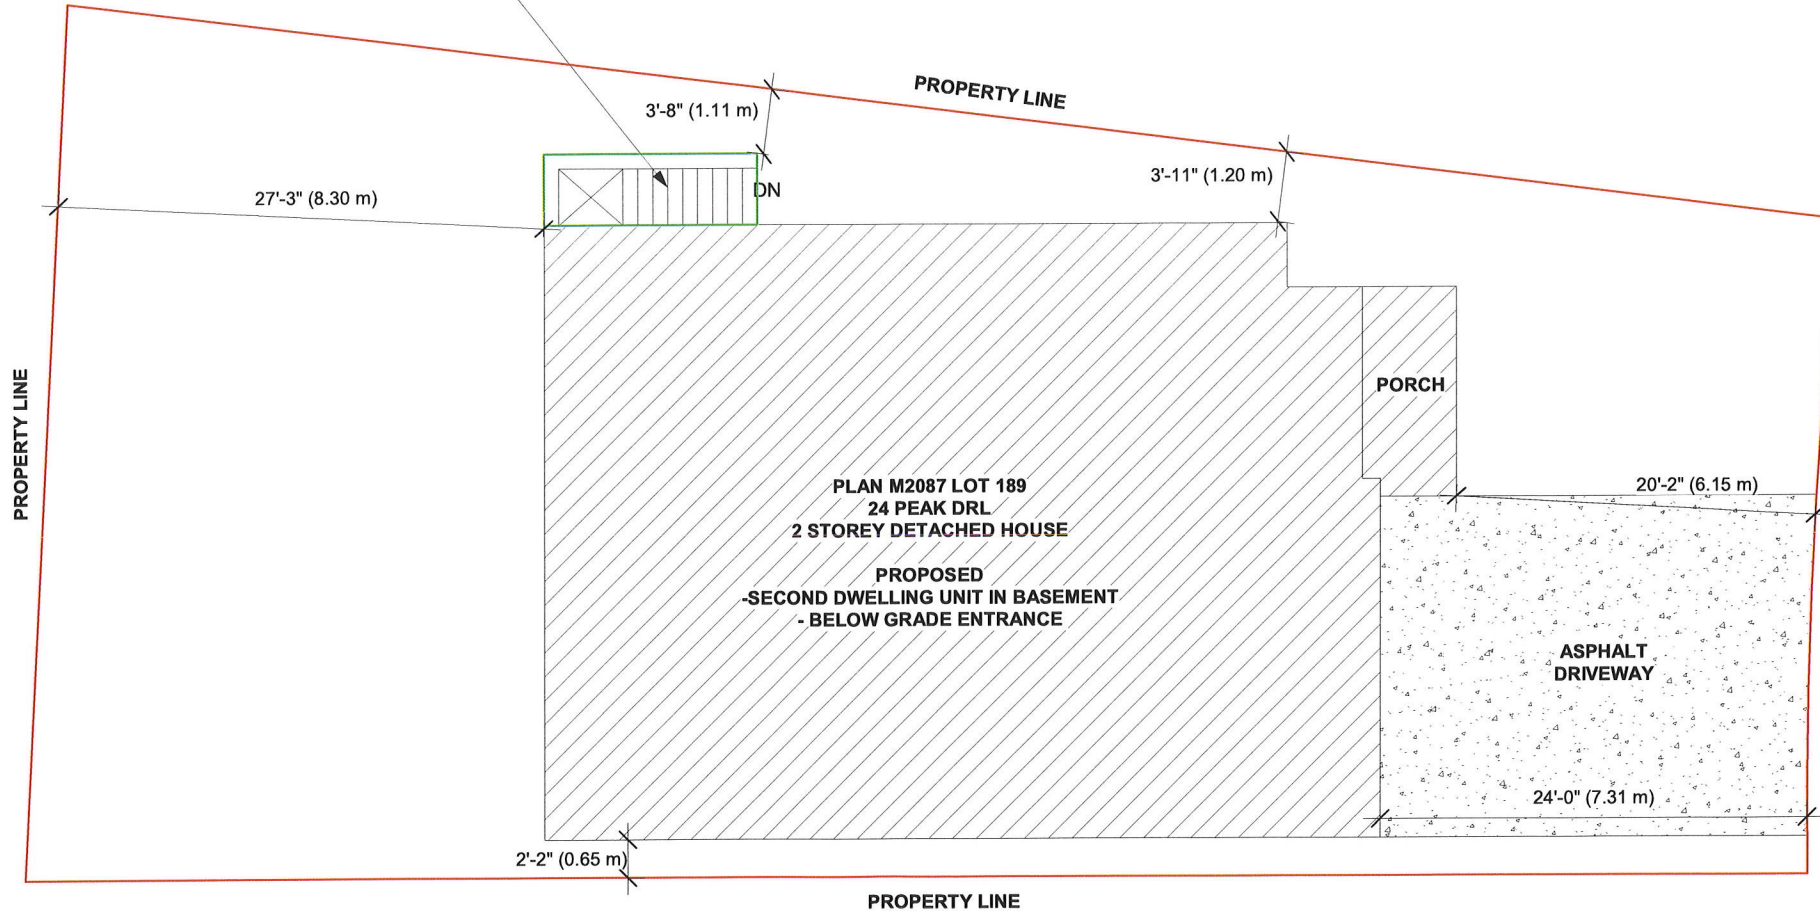 PROPERTY LINE
3'-8" (1.11 m)
3'-11" (1.20 m)
DN
27'-3" (8.30 m)
PROPERTY LINE
PORCH
20'-2" (6.15 m)
PLAN M2087 LOT 189
24 PEAK DRL
2 STOREY DETACHED HOUSE
PROPOSED
-SECOND DWELLING UNIT IN BASEMENT
- BELOW GRADE ENTRANCE
ASPHALT
DRIVEWAY
24'-0" (7.31 m)
2'-2" (0.65 m)
PROPERTY LINE